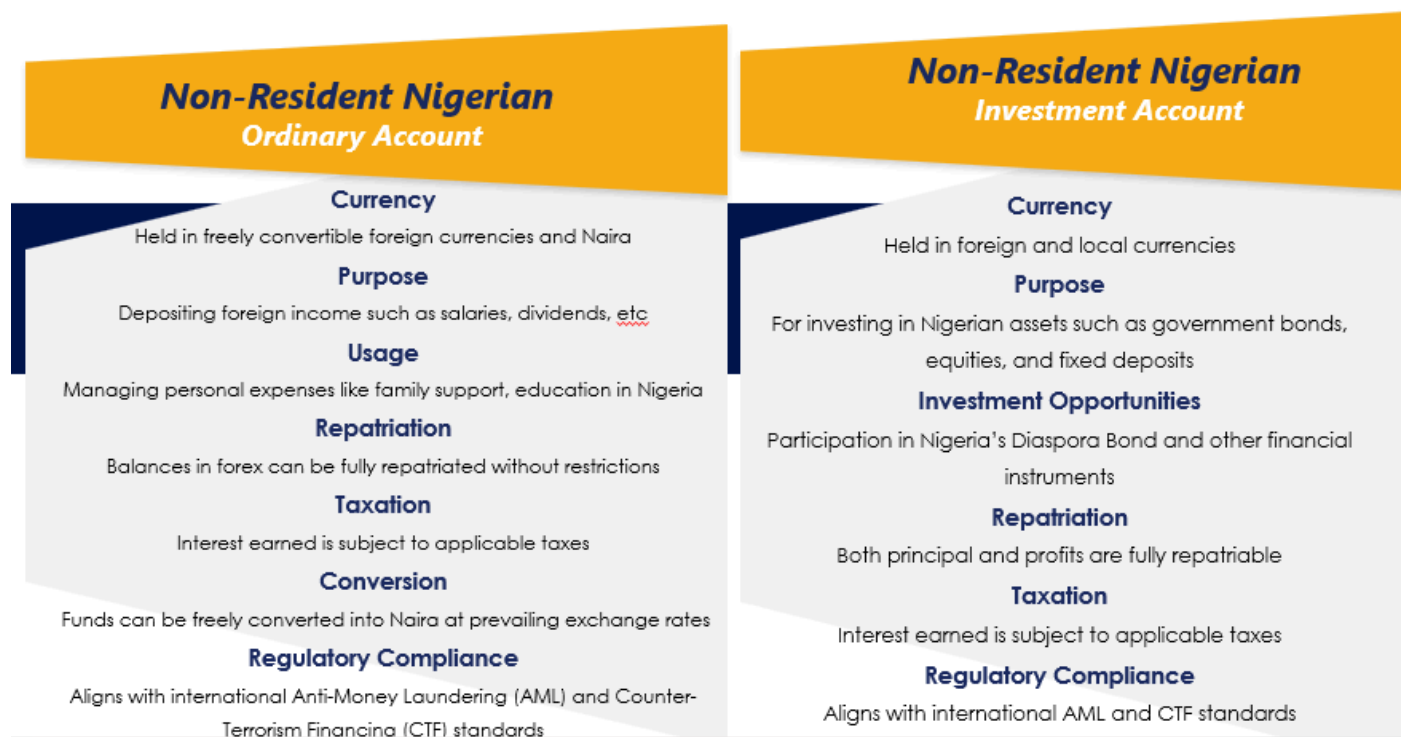 Non-Resident Nigerian
Ordinary Account
Currency
Held in freely convertible foreign currencies and Naira
Purpose
Depositing foreign income such as salaries, dividends, etc
Usage
Managing personal expenses like family support, education in Nigeria
Repatriation
Balances in forex can be fully repatriated without restrictions
Taxation
Interest earned is subject to applicable taxes
Conversion
Funds can be freely converted into Naira at prevailing exchange rates
Regulatory Compliance
Aligns with international Anti-Money Laundering (AML) and Counter-
Terrorism Financing (CTF) standards
Non-Resident Nigerian
Investment Account
Currency
Held in foreign and local currencies
Purpose
For investing in Nigerian assets such as government bonds,
equities, and fixed deposits
Investment Opportunities
Participation in Nigeria’s Diaspora Bond and other financial
instruments
Repatriation
Both principal and profits are fully repatriable
Taxation
Interest earned is subject to applicable taxes
Regulatory Compliance
Aligns with international AML and CTF standards